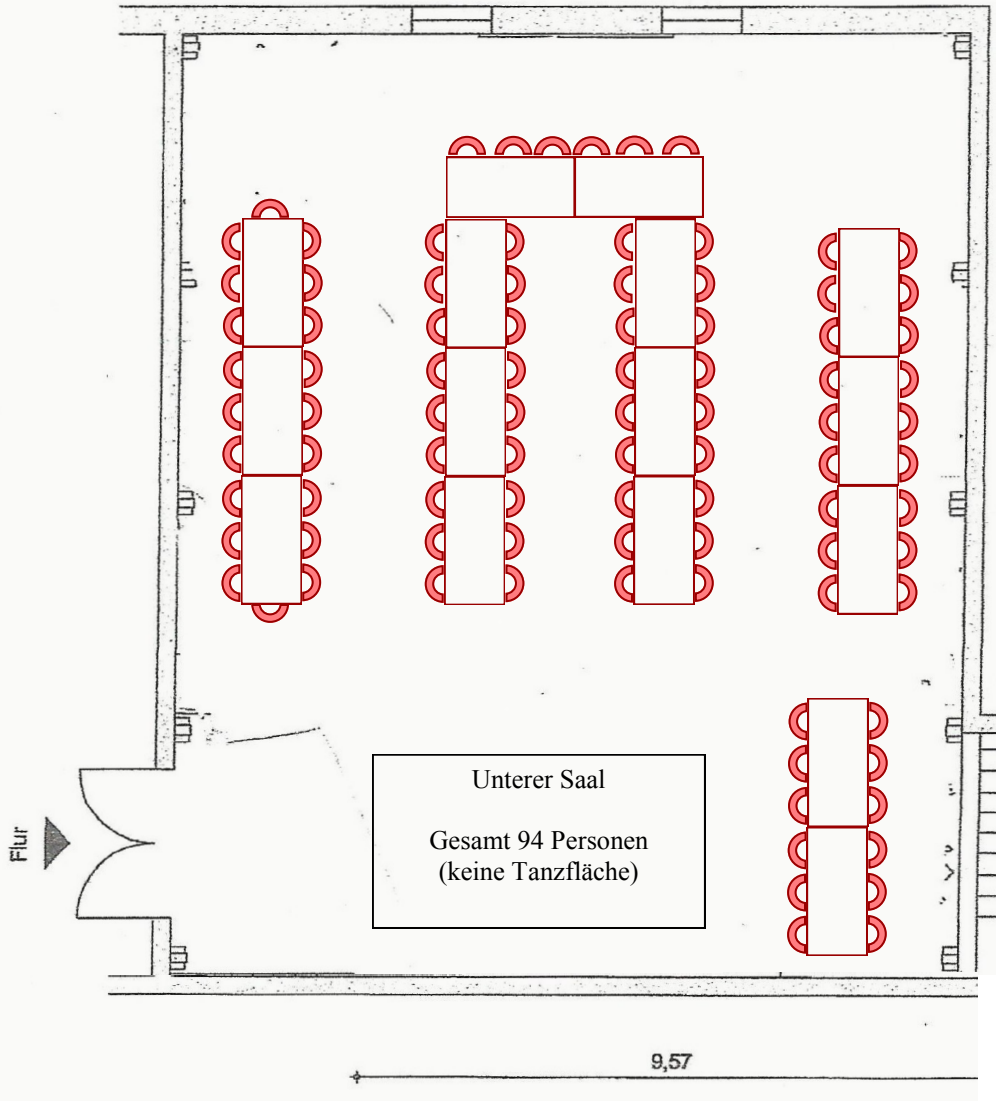 Unterer Saal
Gesamt 94 Personen
(keine Tanzfläche)
Flur
9,57